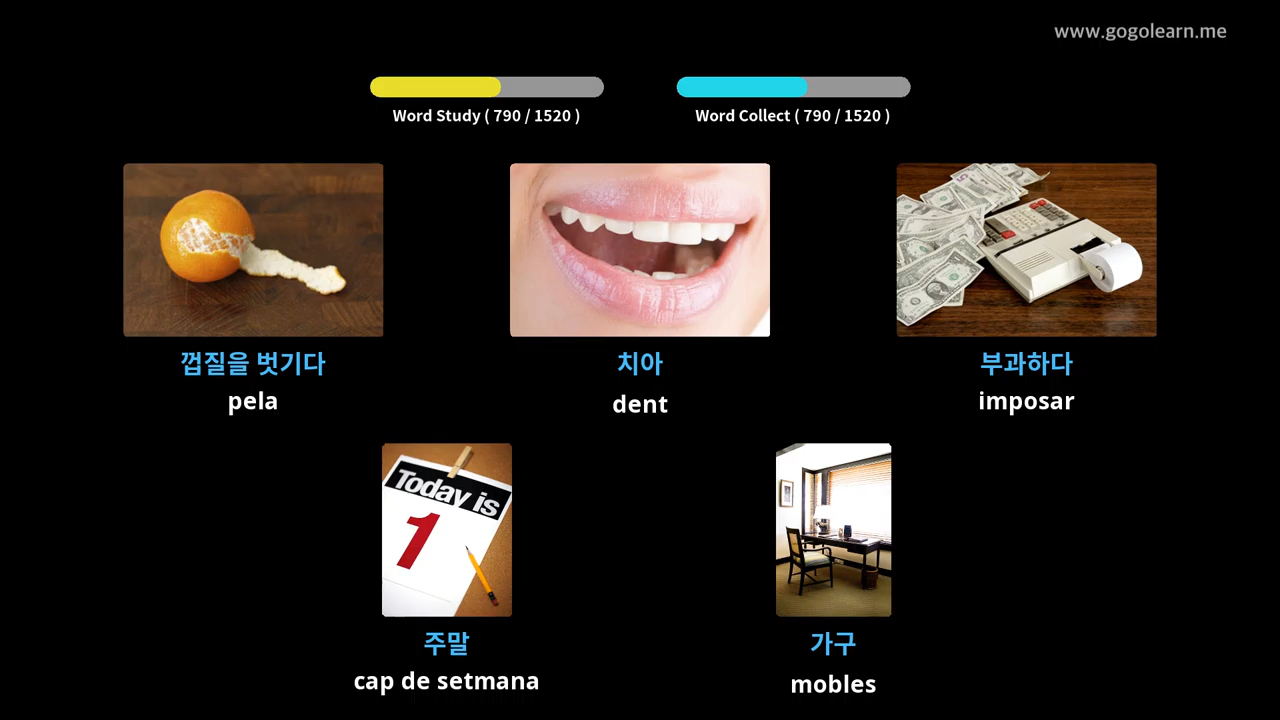 www.gogolearn.me
Word Study ( 790 / 1520 )
Word Collect ( 790 / 1520 )
껍질을 벗기다
pela
치아
dent
부과하다
imposar
Today is
1
주말
cap de setmana
가구
mobles